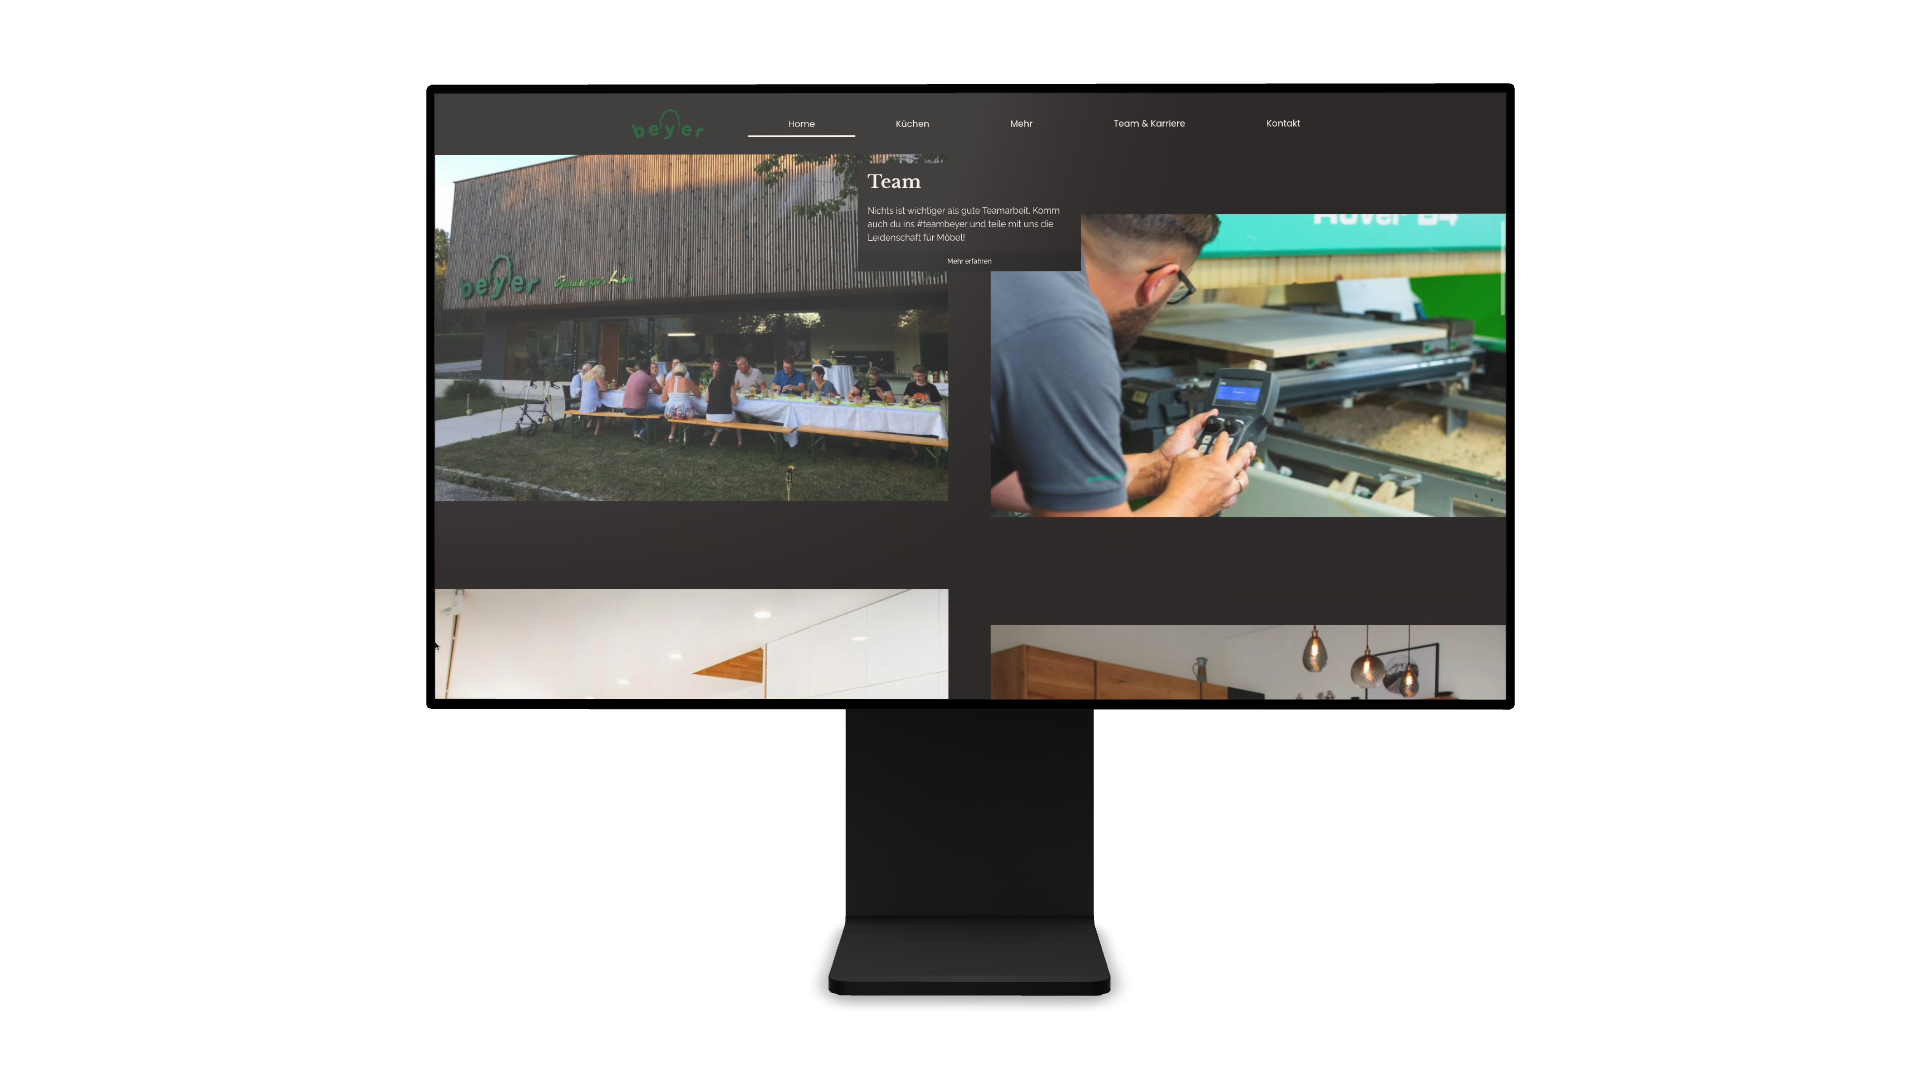 beyer
Home
Küchen
Mehr
Team & Karriere
Kontakt
Team
Nichts ist wichtiger als gute Teamarbeit. Komm
auch du ins #teambeyer und teile mit uns die
Leidenschaft für Möbel!
Mehr erfahren
beyer